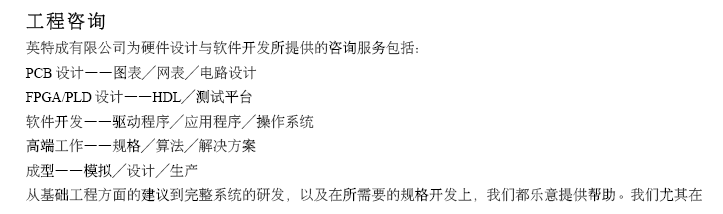 工程咨询
英特成有限公司为硬件设计与软件开发所提供的咨询服务包括：
PCB 设计——图表／网表／电路设计
FPGA/PLD 设计——HDL／测试平台
软件开发——驱动程序／应用程序／操作系统
高端工作——规格／算法／解决方案
成型——模拟／设计／生产
从基础工程方面的建议到完整系统的研发，以及在所需要的规格开发上，我们都乐意提供帮助。我们尤其在